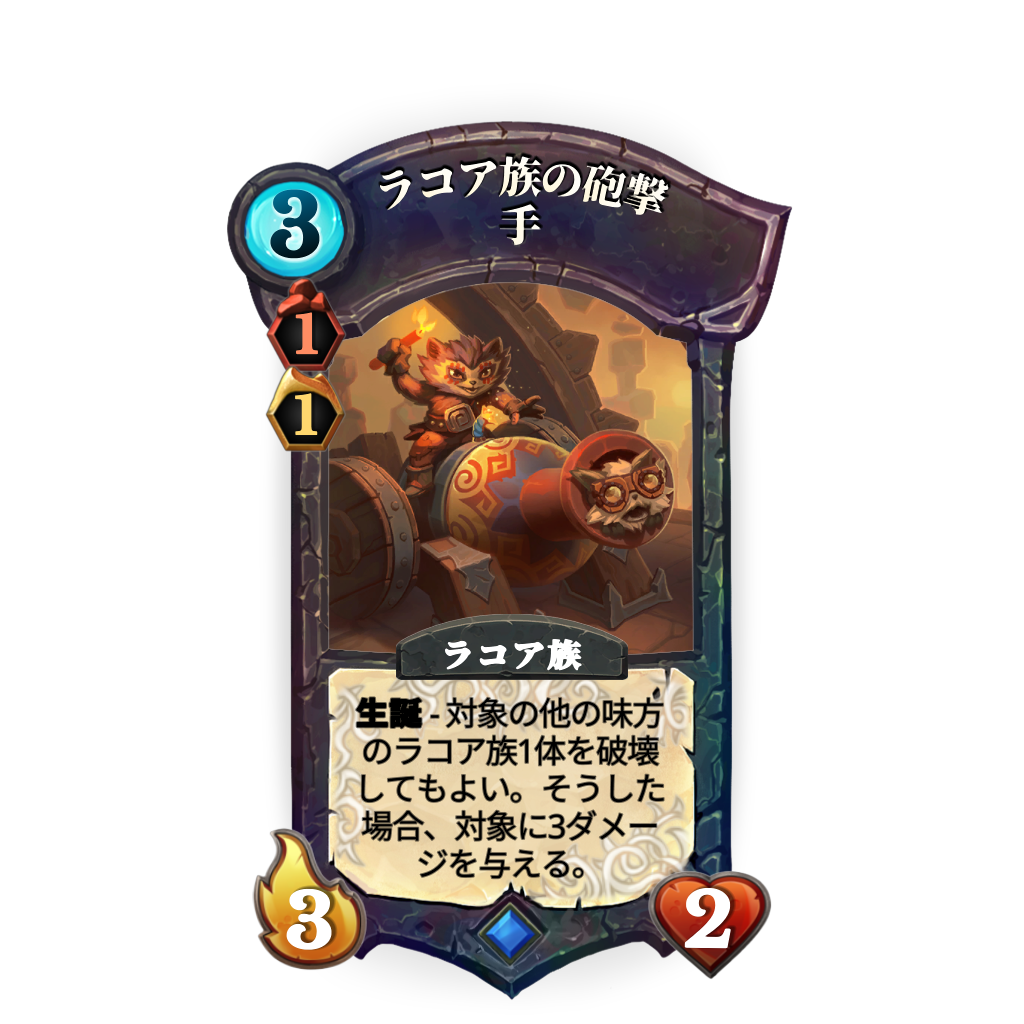 ラコア族の砲撃
手
3
1
1
ラコア族
生誕 - 対象の他の味方
のラコア族1体を破壊
してもよい。そうした
場合、対象に3ダメー
ジを与える。
3
2